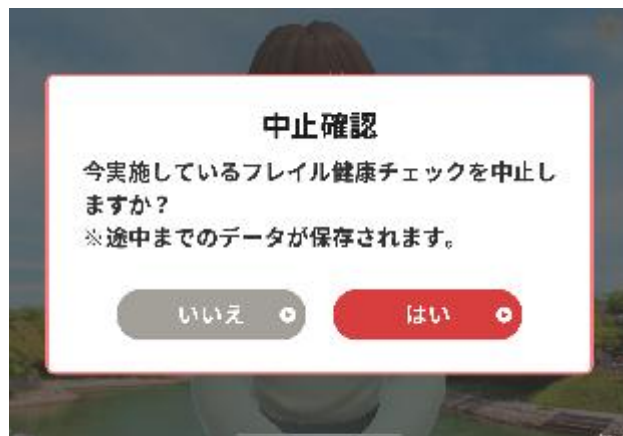 中止確認
今実施しているフレイル健康チェックを中止し
ますか？
※途中までのデータが保存されます。
いいえ
はい